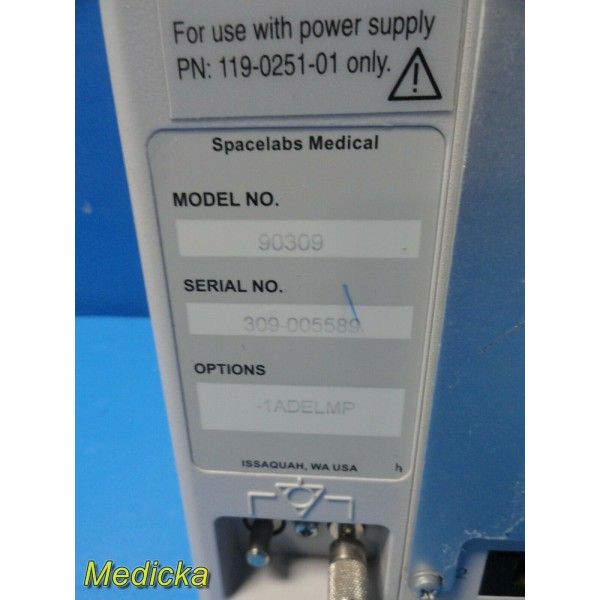 For use with power supply
PN: 119-0251-01 only.
Spacelabs Medical
MODEL NO.
90309
SERIAL NO.
309-005589
OPTIONS
-1ADELMP
ISSAQUAH, WA USA h
Medicka